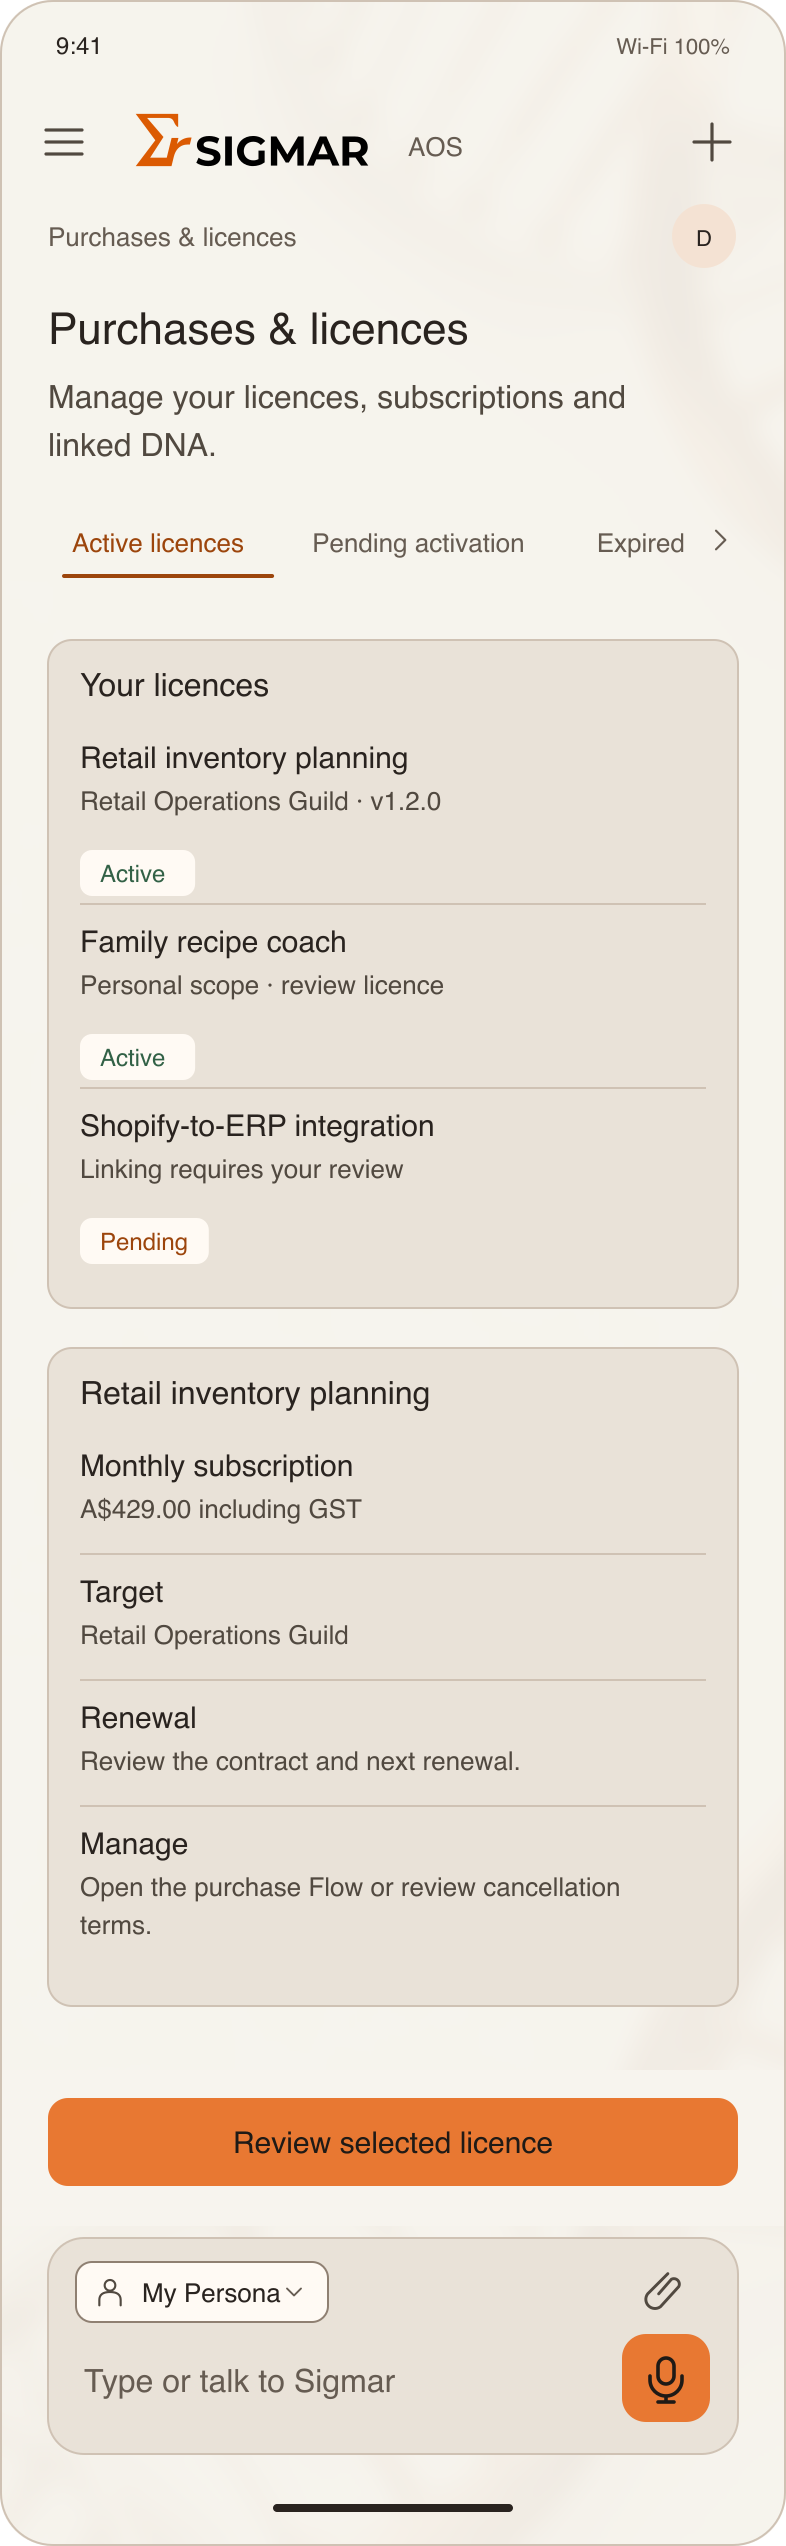 9:41
Wi-Fi 100%
Σr SIGMAR AOS
Purchases & licences
D
Purchases & licences
Manage your licences, subscriptions and
linked DNA.
Active licences
Pending activation
Expired
Your licences
Retail inventory planning
Retail Operations Guild · v1.2.0
Active
Family recipe coach
Personal scope · review licence
Active
Shopify-to-ERP integration
Linking requires your review
Pending
Retail inventory planning
Monthly subscription
A$429.00 including GST
Target
Retail Operations Guild
Renewal
Review the contract and next renewal.
Manage
Open the purchase Flow or review cancellation
terms.
Review selected licence
My Persona
Type or talk to Sigmar